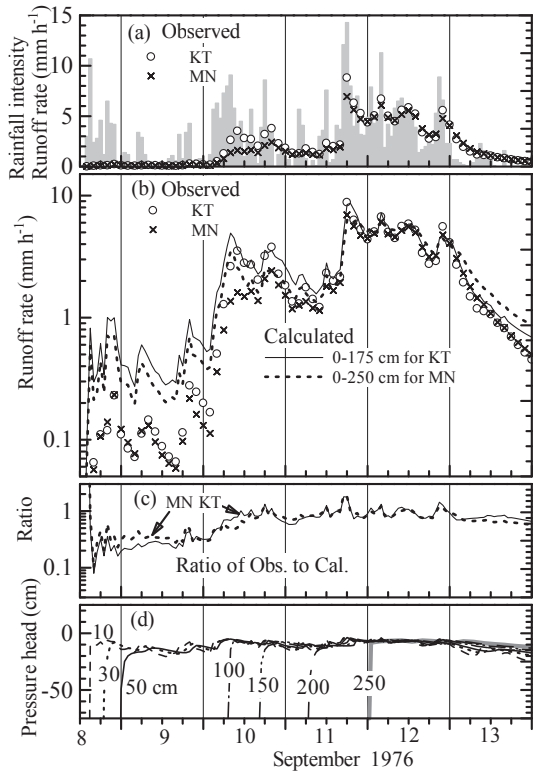 15
10
5
0
Rainfall intensity
Runoff rate (mm h⁻¹)
(a) Observed
KT
MN
10
1
0.1
Runoff rate (mm h⁻¹)
(b) Observed
KT
MN
Calculated
0-175 cm for KT
0-250 cm for MN
1
0.1
Ratio
(c) MN KT
Ratio of Obs. to Cal.
0
-50
Pressure head (cm)
(d)
10
30
50 cm
100
150
200
250
8 9 10 11 12 13
September 1976